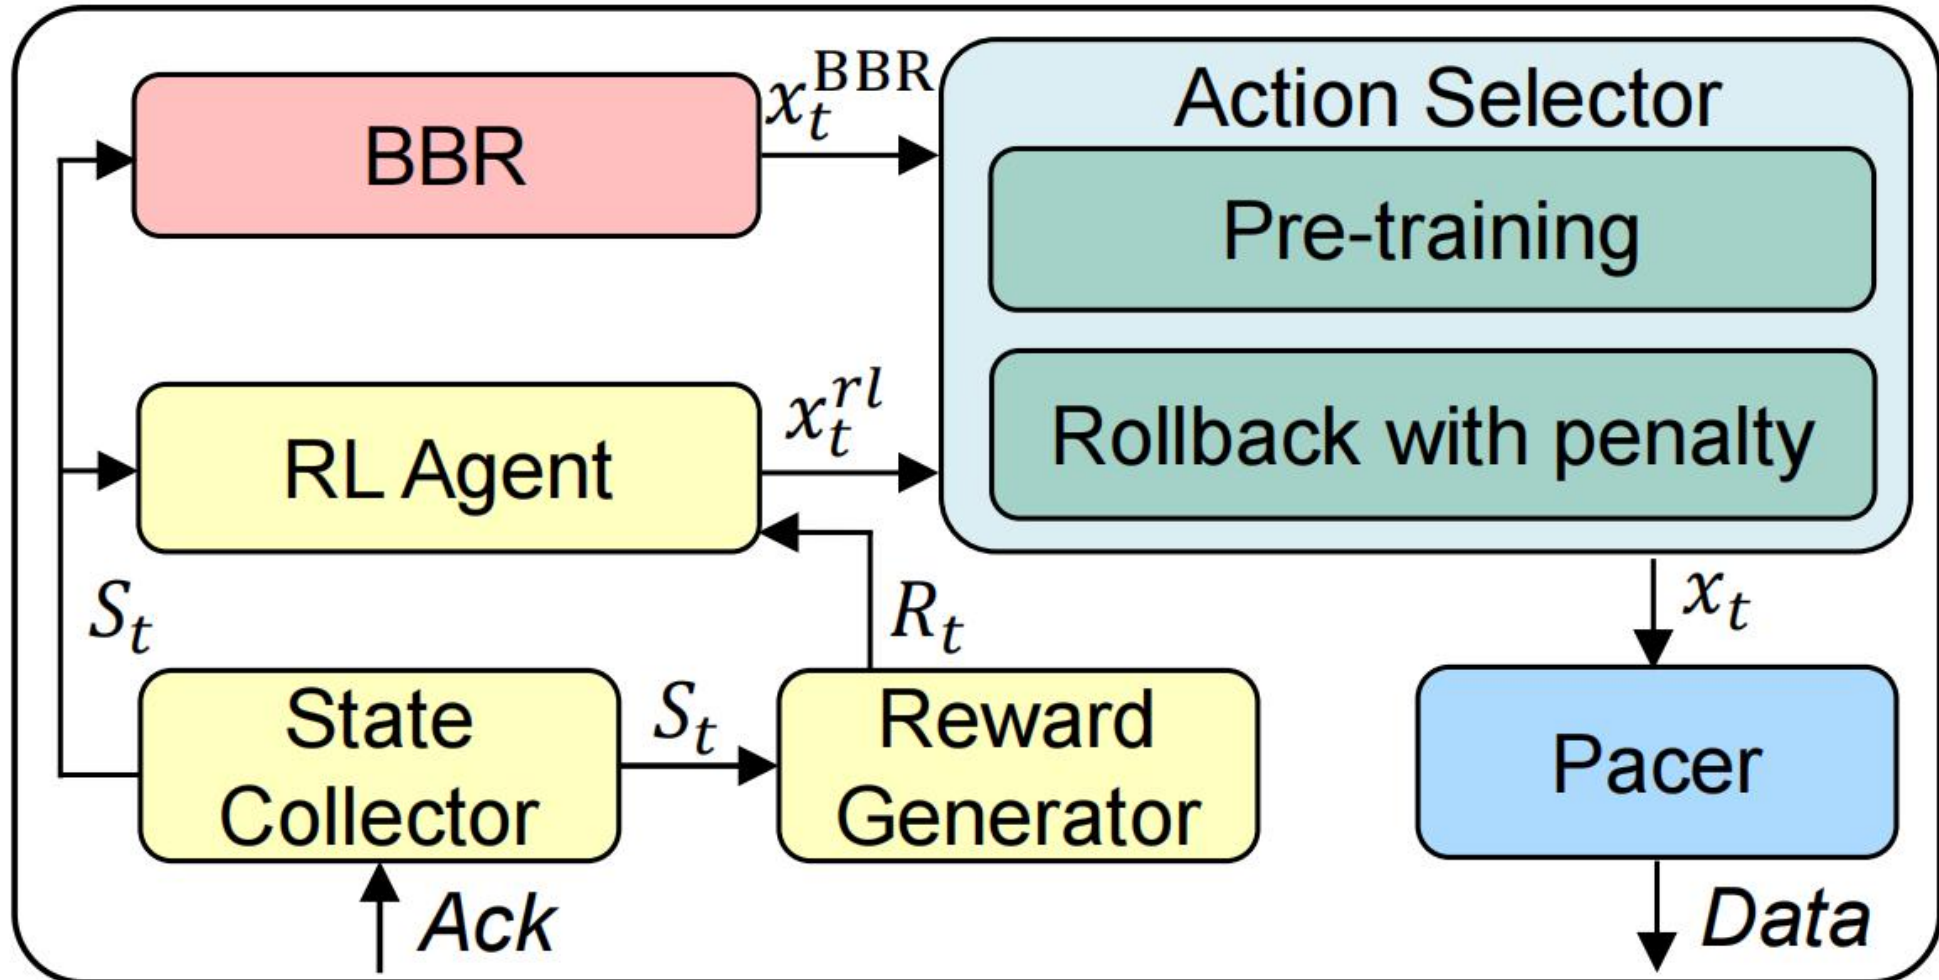 BBR
x_t^BBR
Action Selector
Pre-training
Rollback with penalty
RL Agent
x_t^rl
S_t
R_t
x_t
State
Collector
S_t
Reward
Generator
Pacer
Ack
Data